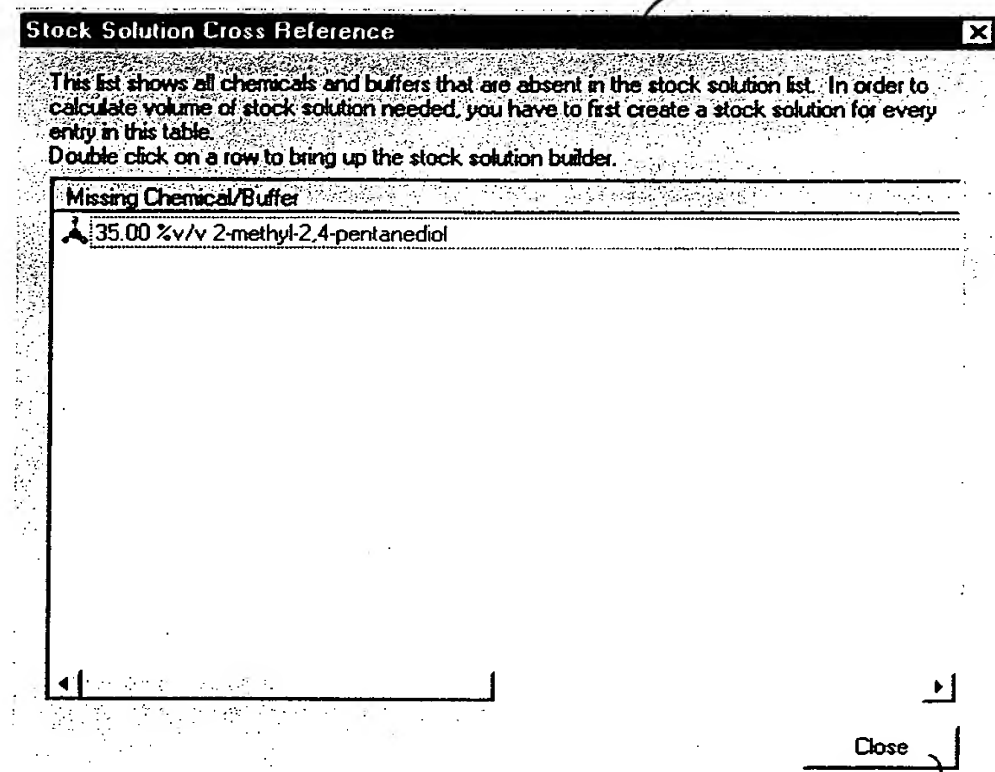 Stock Solution Cross Reference
This list shows all chemicals and buffers that are absent in the stock solution list. In order to
calculate volume of stock solution needed, you have to first create a stock solution for every
entry in this table.
Double click on a row to bring up the stock solution builder.
Missing Chemical/Buffer
35.00 %v/v 2-methyl-2,4-pentanediol
Close